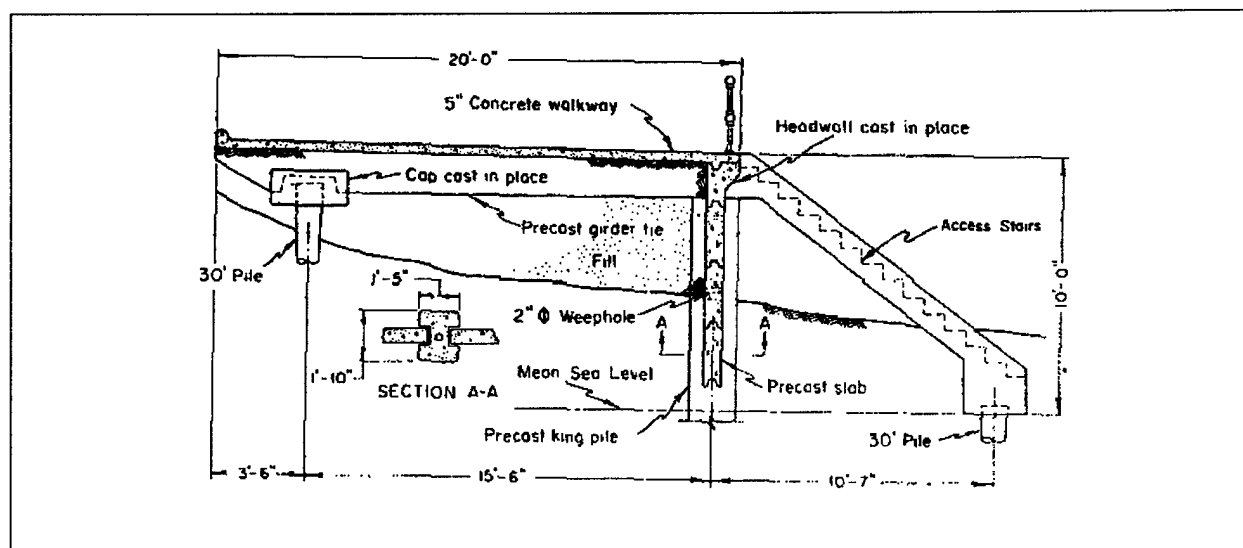 20'-0"
5" Concrete walkway
Headwall cast in place
Cap cast in place
Precast girder tie
Access Stairs
Fill
30' Pile
1'-5"
10'-0"
2" Φ Weephole
A
A
1'-10"
Mean Sea Level
Precast slab
SECTION A-A
Precast king pile
30' Pile
3'-6"
15'-6"
10'-7"